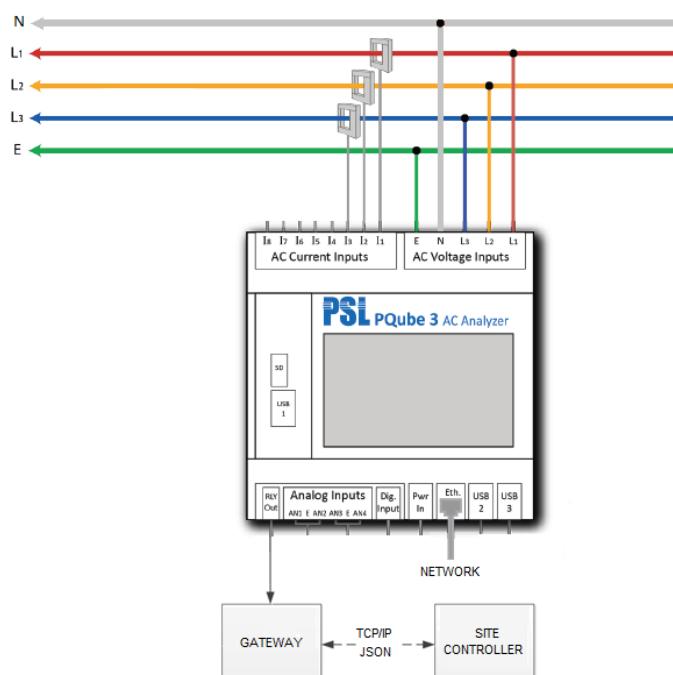 N
L1
L2
L3
E
I8 I7 I6 I5 I4 I3 I2 I1
E N L3 L2 L1
AC Current Inputs
AC Voltage Inputs
PSL PQube 3 AC Analyzer
SD
USB
1
RLY
Out
Analog Inputs
AN1 E AN2 AN3 E AN4
Dig.
Input
Pwr
In
Eth.
USB
2
USB
3
NETWORK
GATEWAY
TCP/IP
JSON
SITE
CONTROLLER